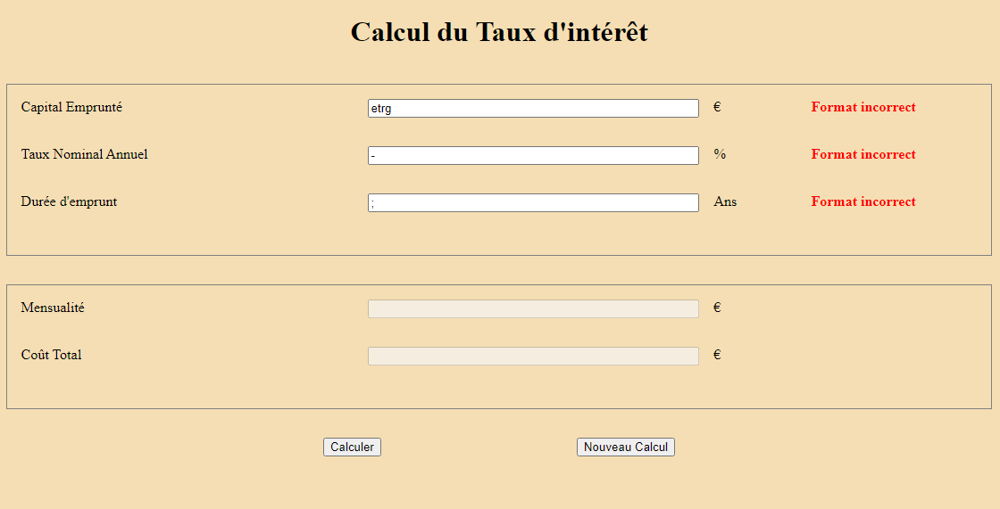 Calcul du Taux d'intérêt
Capital Emprunté etrg € Format incorrect
Taux Nominal Annuel - % Format incorrect
Durée d'emprunt ; Ans Format incorrect
Mensualité €
Coût Total €
Calculer Nouveau Calcul